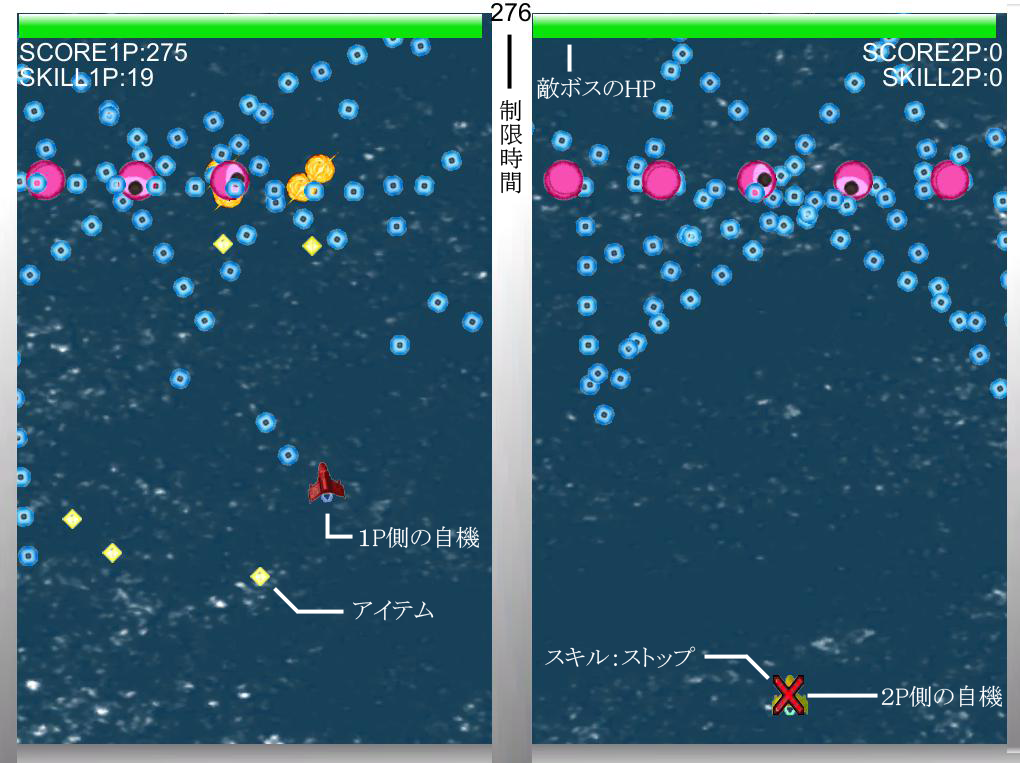 276
SCORE1P:275
SKILL1P:19
SCORE2P:0
SKILL2P:0
敵ボスのHP
制限時間
1P側の自機
アイテム
スキル:ストップ
2P側の自機